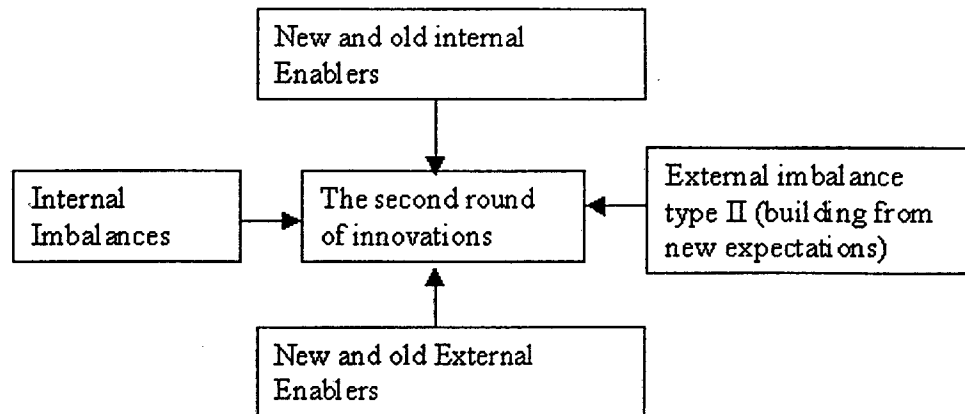 New and old internal
Enablers
Internal
Imbalances
The second round
of innovations
External imbalance
type II (building from
new expectations)
New and old External
Enablers